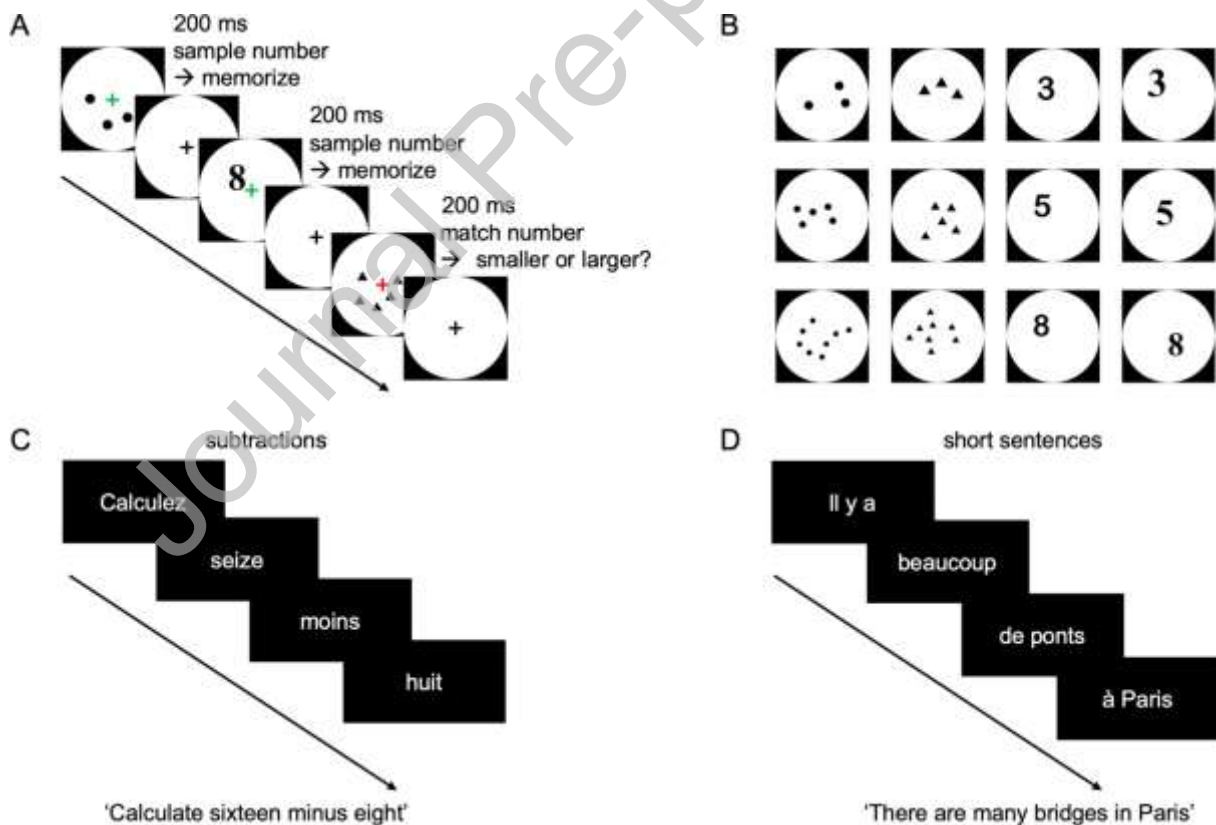 A
200 ms
sample number
→ memorize
8
200 ms
sample number
→ memorize
200 ms
match number
→ smaller or larger?
B
3 3
5 5
8 8
C
subtractions
Calculez
seize
moins
huit
'Calculate sixteen minus eight'
D
short sentences
Il y a
beaucoup
de ponts
à Paris
'There are many bridges in Paris'
Journal Pre-p